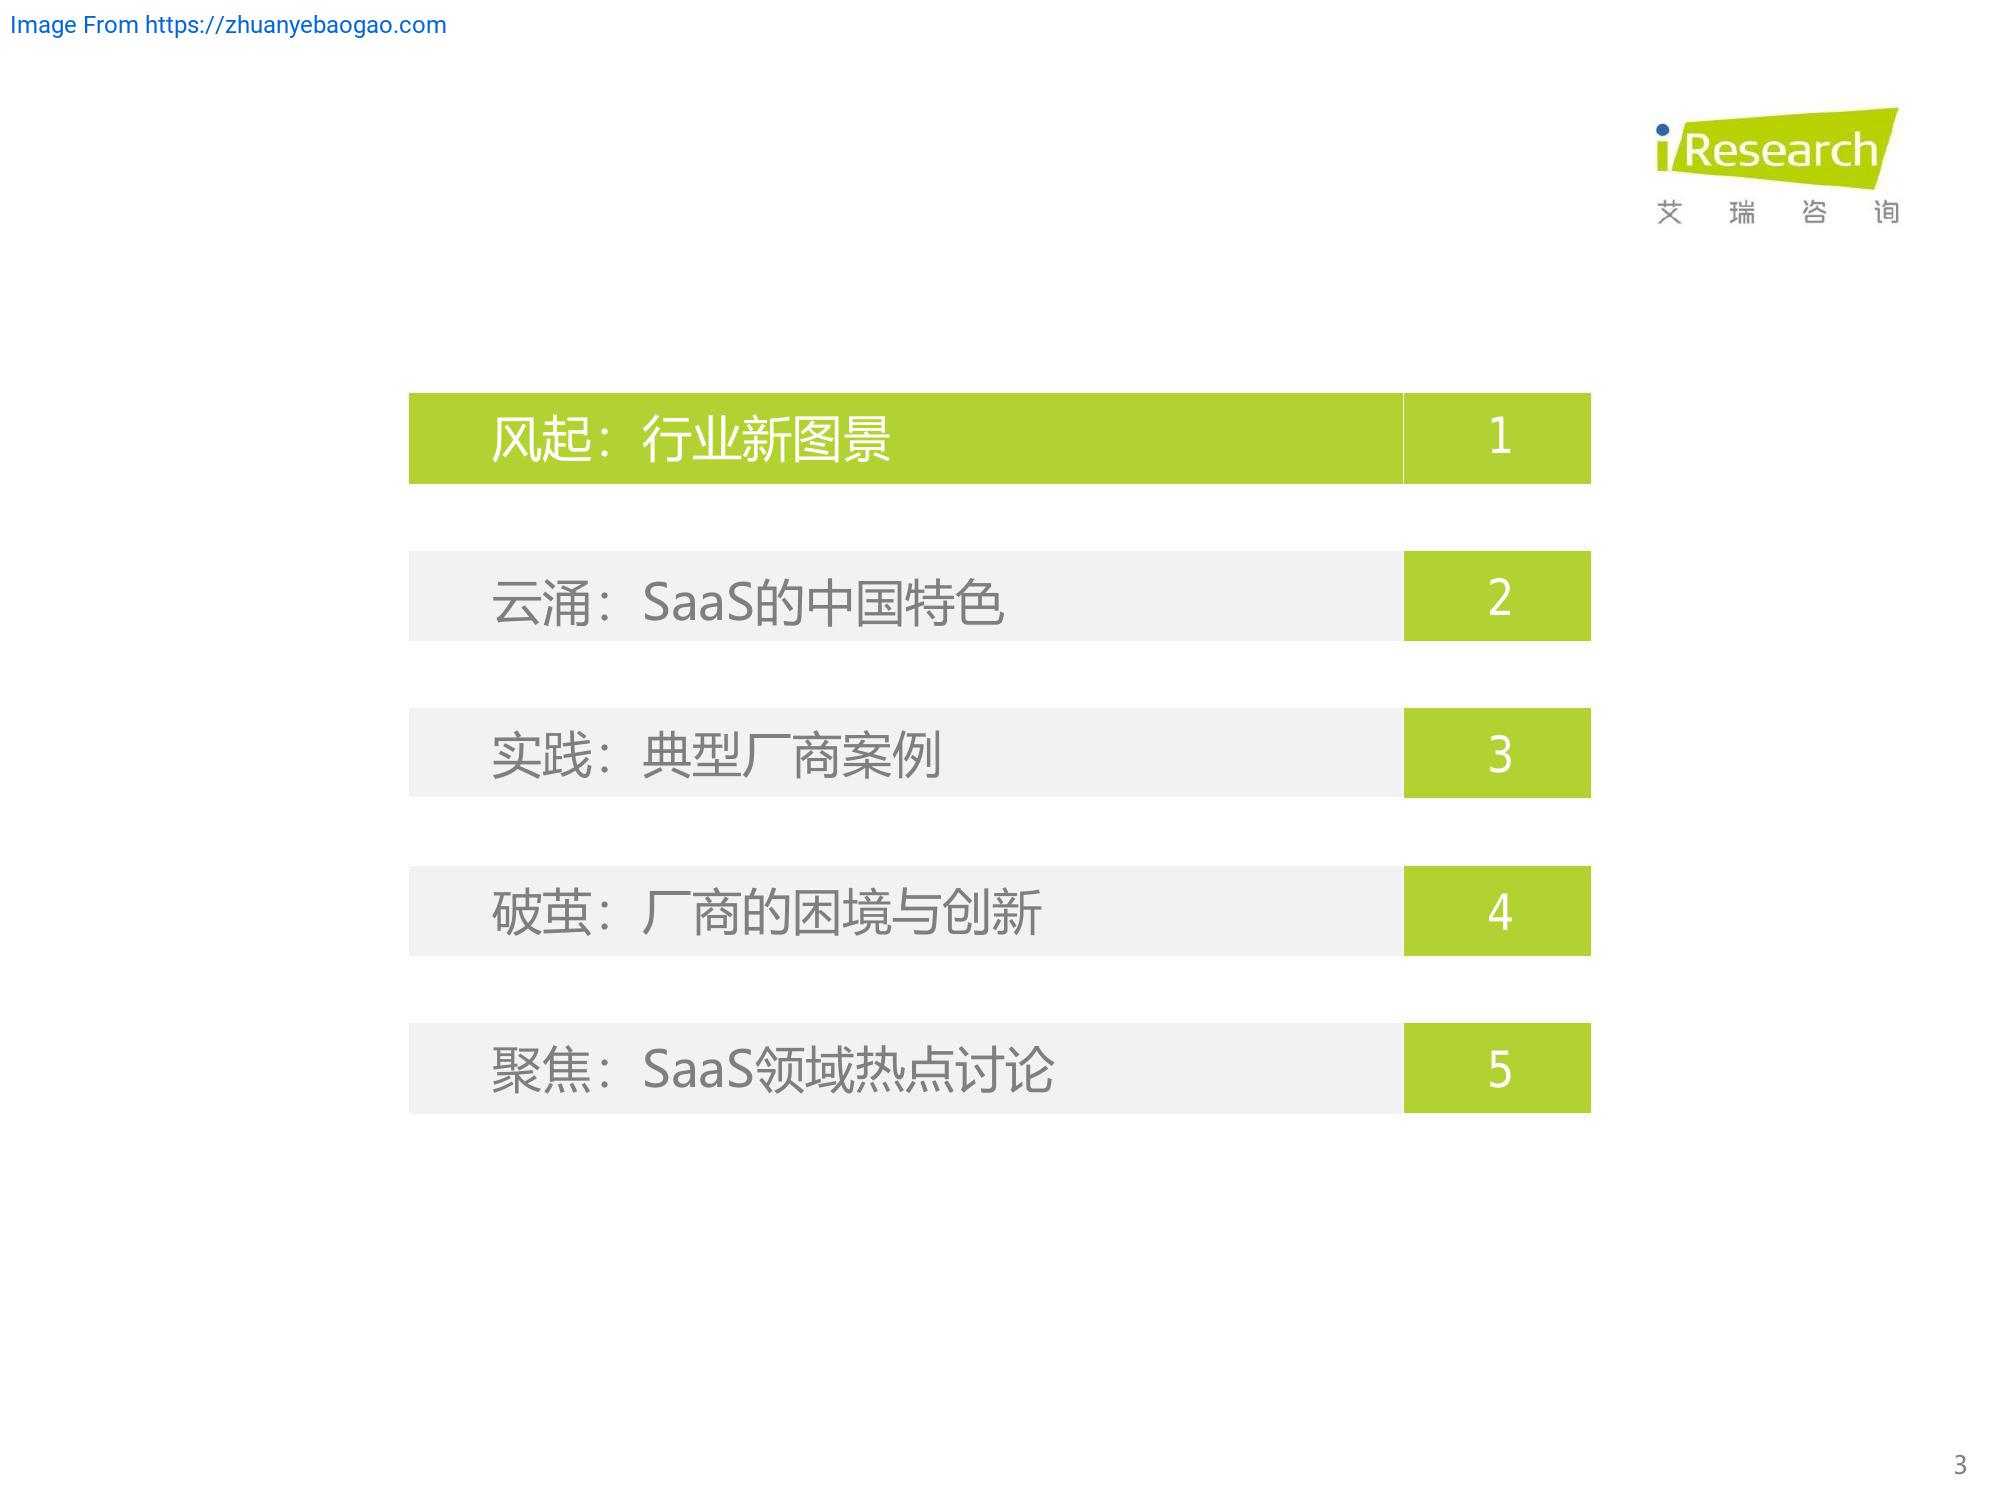 Image From https://zhuanyebaogao.com
iResearch
艾瑞咨询
风起：行业新图景 1
云涌：SaaS的中国特色 2
实践：典型厂商案例 3
破茧：厂商的困境与创新 4
聚焦：SaaS领域热点讨论 5
3